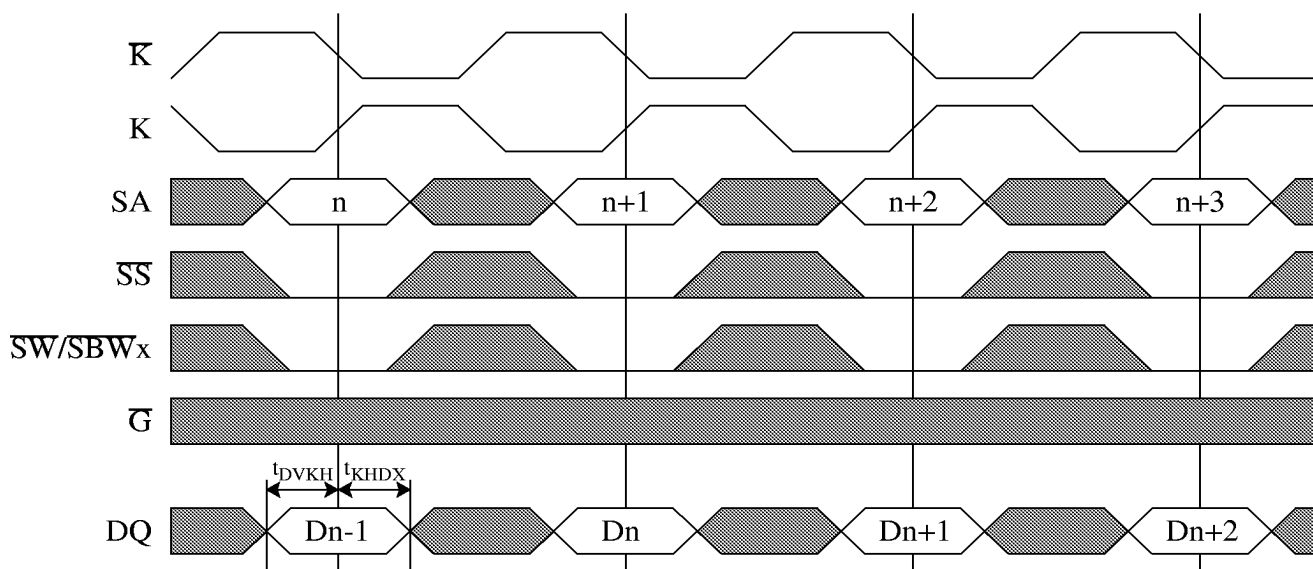 K̅
K
SA n n+1 n+2 n+3
S̅S̅
S̅W̅/S̅B̅W̅x
G̅
tDVKH tKHDX
DQ Dn-1 Dn Dn+1 Dn+2